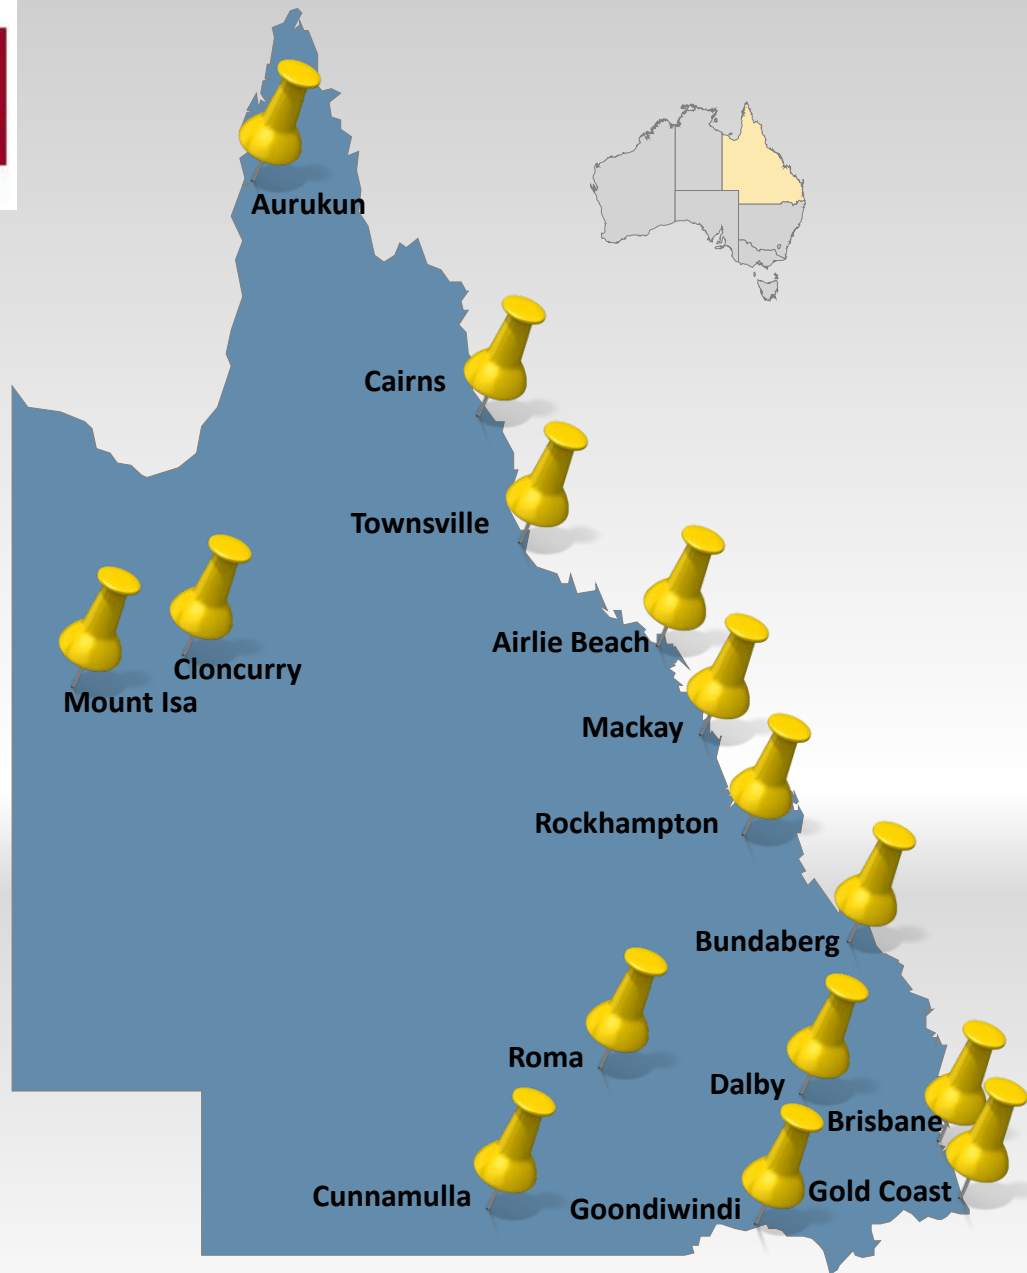 Aurukun
Cairns
Townsville
Airlie Beach
Cloncurry
Mount Isa
Mackay
Rockhampton
Bundaberg
Roma
Dalby
Brisbane
Gold Coast
Cunnamulla
Goondiwindi